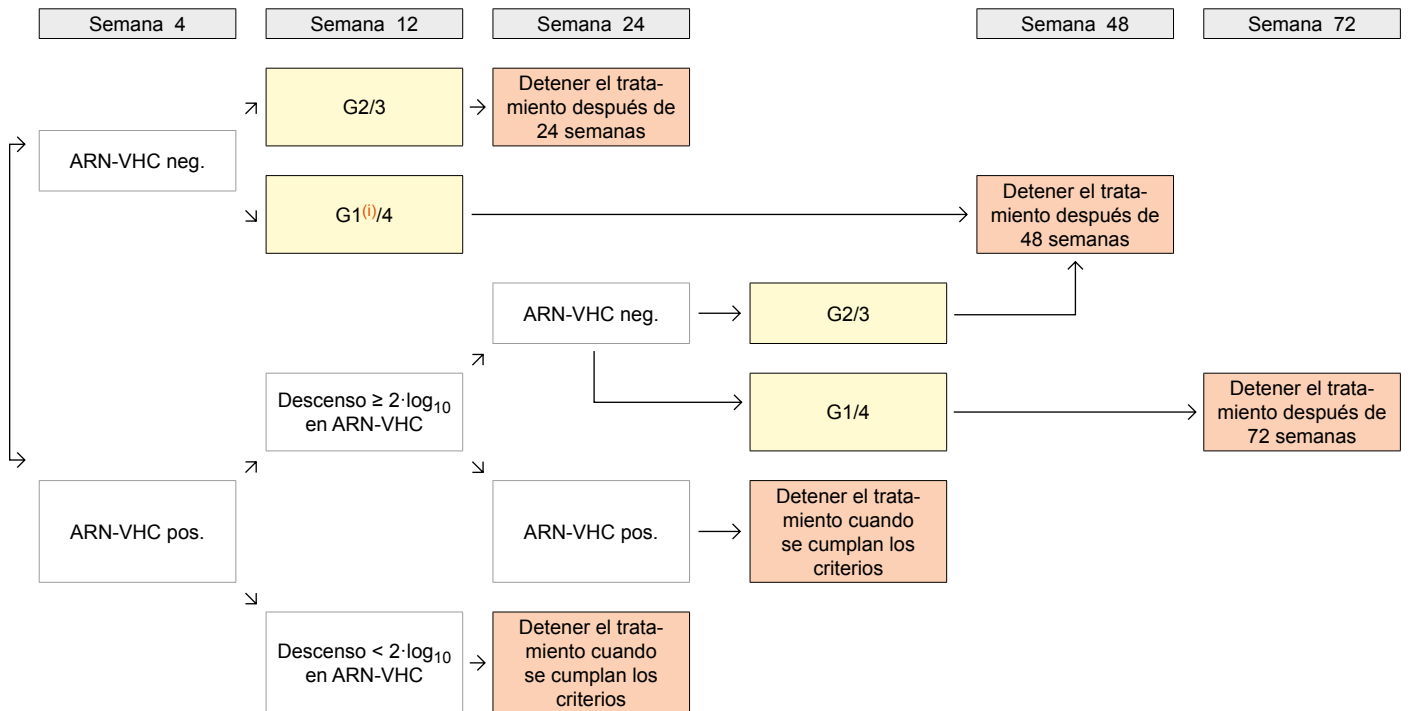 Semana 4
Semana 12
Semana 24
Semana 48
Semana 72
ARN-VHC neg.
G2/3
Detener el trata-
miento después de
24 semanas
G1(i)/4
Detener el trata-
miento después de
48 semanas
ARN-VHC neg.
G2/3
Descenso ≥ 2·log10
en ARN-VHC
G1/4
Detener el trata-
miento después de
72 semanas
ARN-VHC pos.
ARN-VHC pos.
Detener el trata-
miento cuando
se cumplan los
criterios
Descenso < 2·log10
en ARN-VHC
Detener el trata-
miento cuando
se cumplan los
criterios